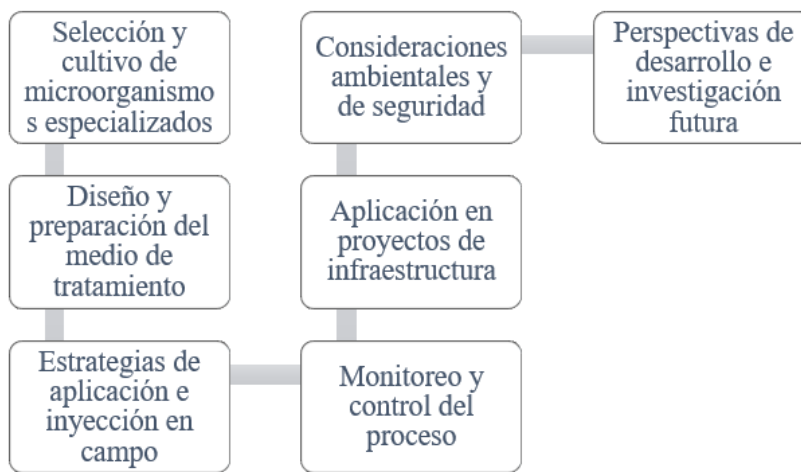 Selección y
cultivo de
microorganismo
s especializados
Diseño y
preparación del
medio de
tratamiento
Estrategias de
aplicación e
inyección en
campo
Monitoreo y
control del
proceso
Aplicación en
proyectos de
infraestructura
Consideraciones
ambientales y
de seguridad
Perspectivas de
desarrollo e
investigación
futura